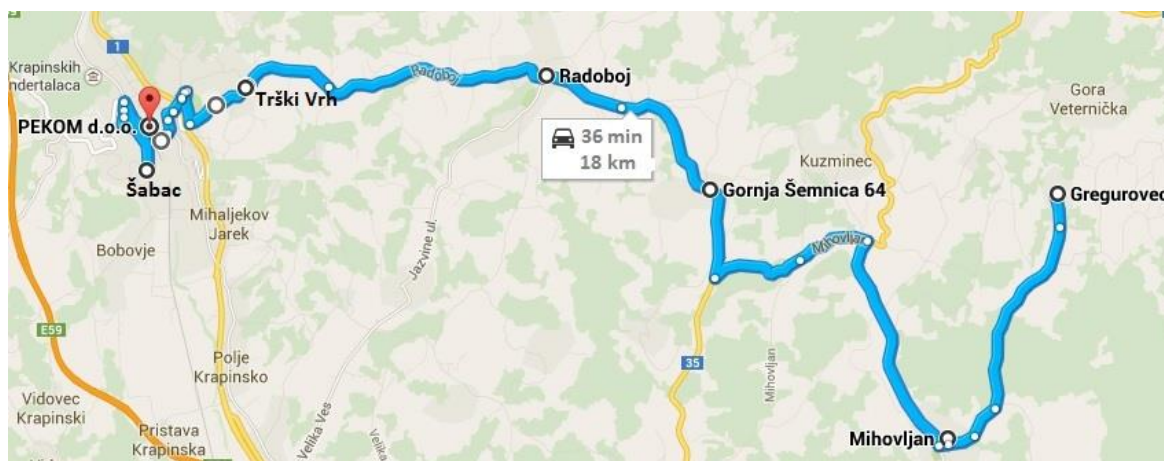 1
Krapinskih
ndertalaca
Trški Vrh
Radoboj
Radoboj
PEKOM d.o.o.
36 min
18 km
Gora
Veternička
Kuzminec
Šabac
Gornja Šemnica 64
Gregurovec
Mihaljekov
Jarek
Bobovje
Jazvine ul.
Mihovljan
E59
Polje
Krapinsko
35
Mihovljan
Vidovec
Krapinski
Velika Ves
Pristava
Krapinska
Velika
Mihovljan